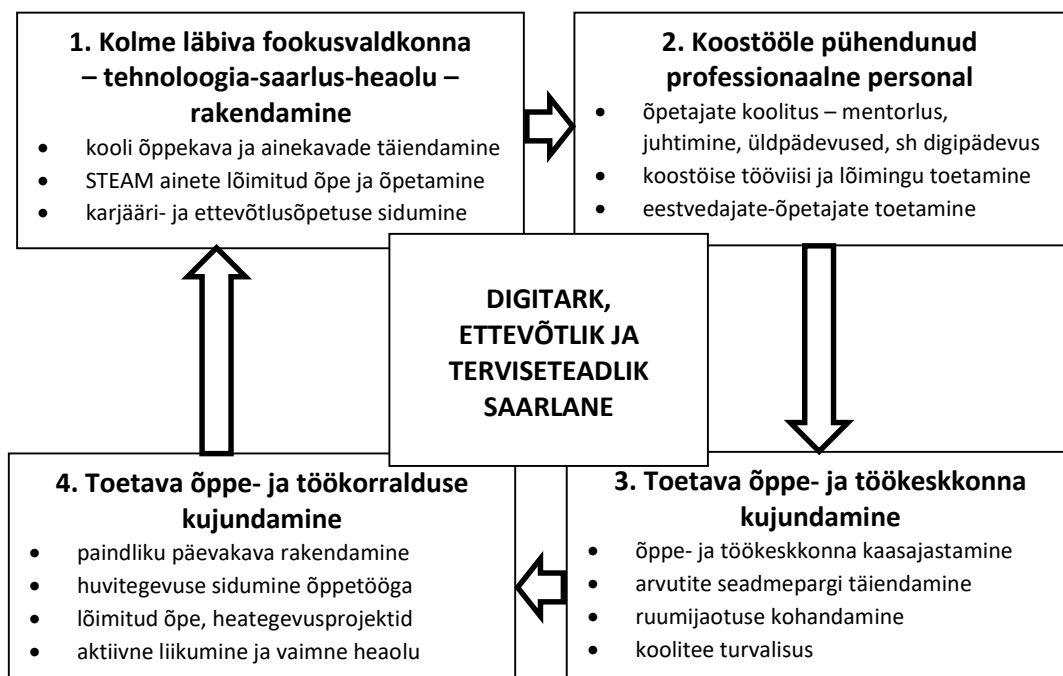 1. Kolme läbiva fookusvaldkonna
– tehnoloogia-saarlus-heaolu –
rakendamine
• kooli õppekava ja ainekavade täiendamine
• STEAM ainete lõimitud õpe ja õpetamine
• karjääri- ja ettevõtlusõpetuse sidumine
2. Koostööle pühendunud
professionaalne personal
• õpetajate koolitus – mentorlus,
juhtimine, üldpädevused, sh digipädevus
• koostöise tööviisi ja lõimingu toetamine
• eestvedajate-õpetajate toetamine
DIGITARK,
ETTEVÕTLIK JA
TERVISETEADLIK
SAARLANE
4. Toetava õppe- ja töökorralduse
kujundamine
• paindliku päevakava rakendamine
• huvitegevuse sidumine õppetööga
• lõimitud õpe, heategevusprojektid
• aktiivne liikumine ja vaimne heaolu
3. Toetava õppe- ja töökeskkonna
kujundamine
• õppe- ja töökeskkonna kaasajastamine
• arvutite seadmepargi täiendamine
• ruumijaotuse kohandamine
• koolitee turvalisus